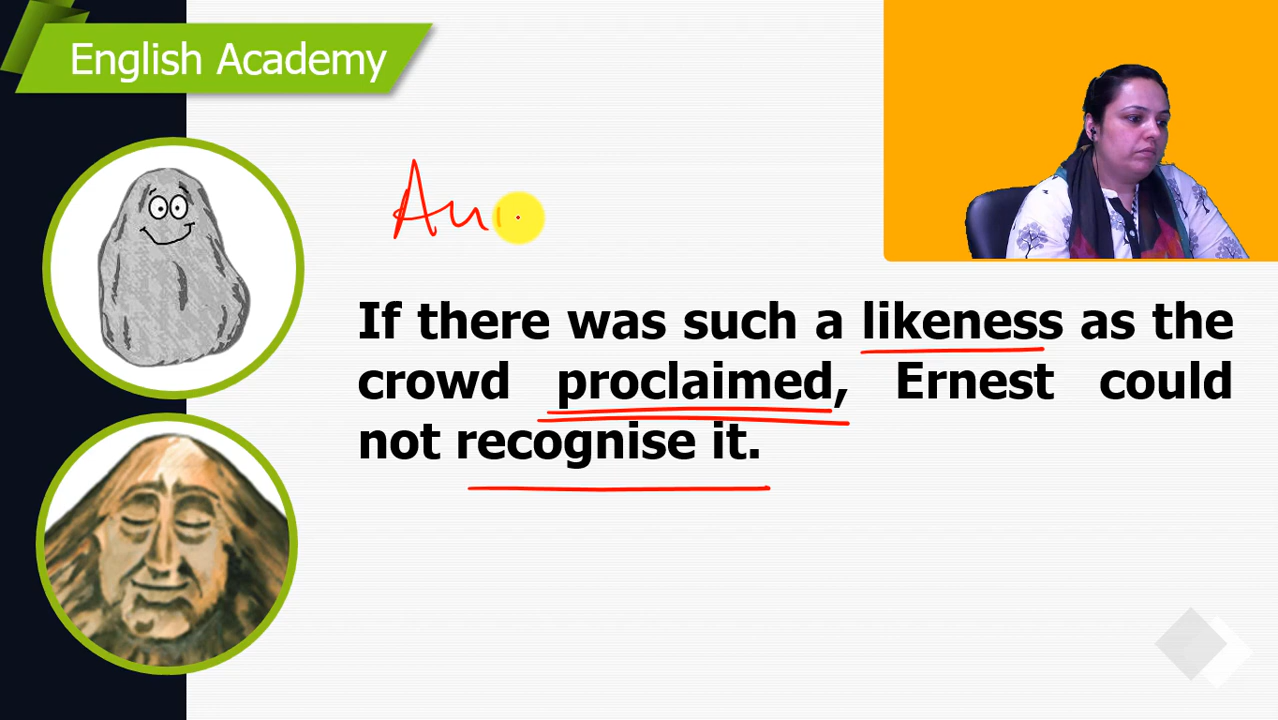 English Academy
If there was such a likeness as the
crowd proclaimed, Ernest could
not recognise it.